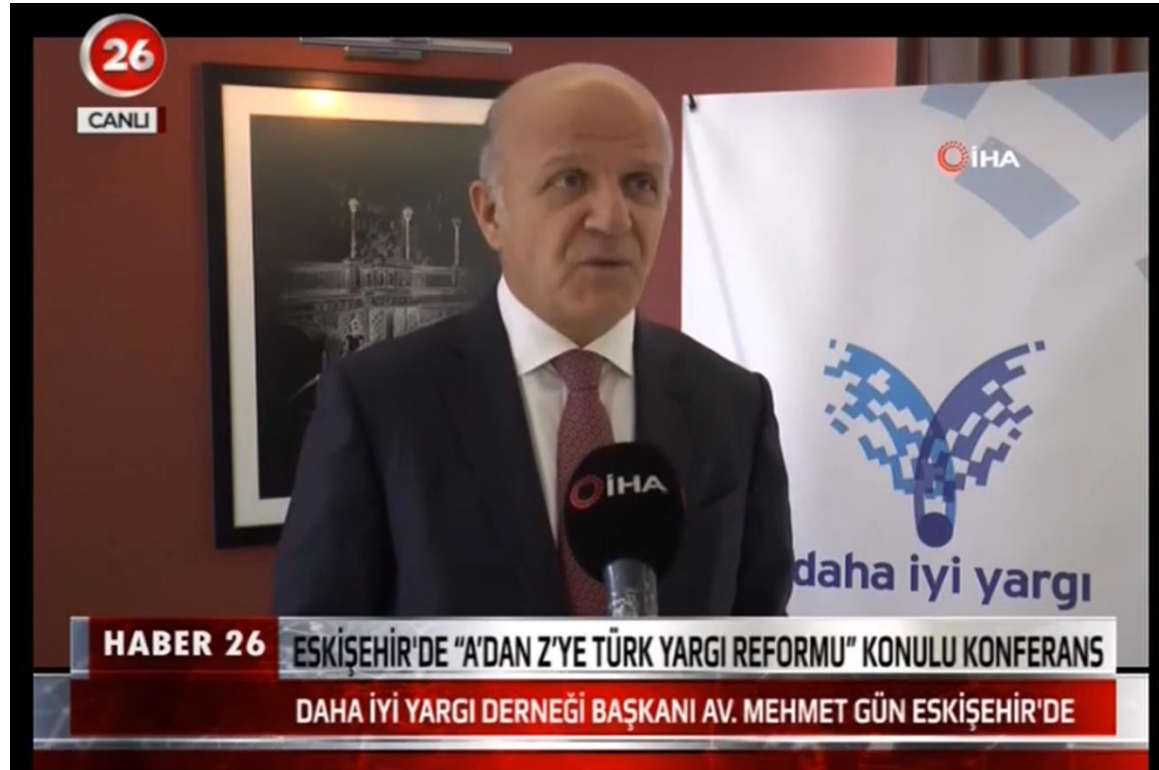 26
CANLI
İHA
İHA
daha iyi yargı
HABER 26
ESKİŞEHİR'DE “A’DAN Z’YE TÜRK YARGI REFORMU” KONULU KONFERANS
DAHA İYİ YARGI DERNEĞİ BAŞKANI AV. MEHMET GÜN ESKİŞEHİR'DE